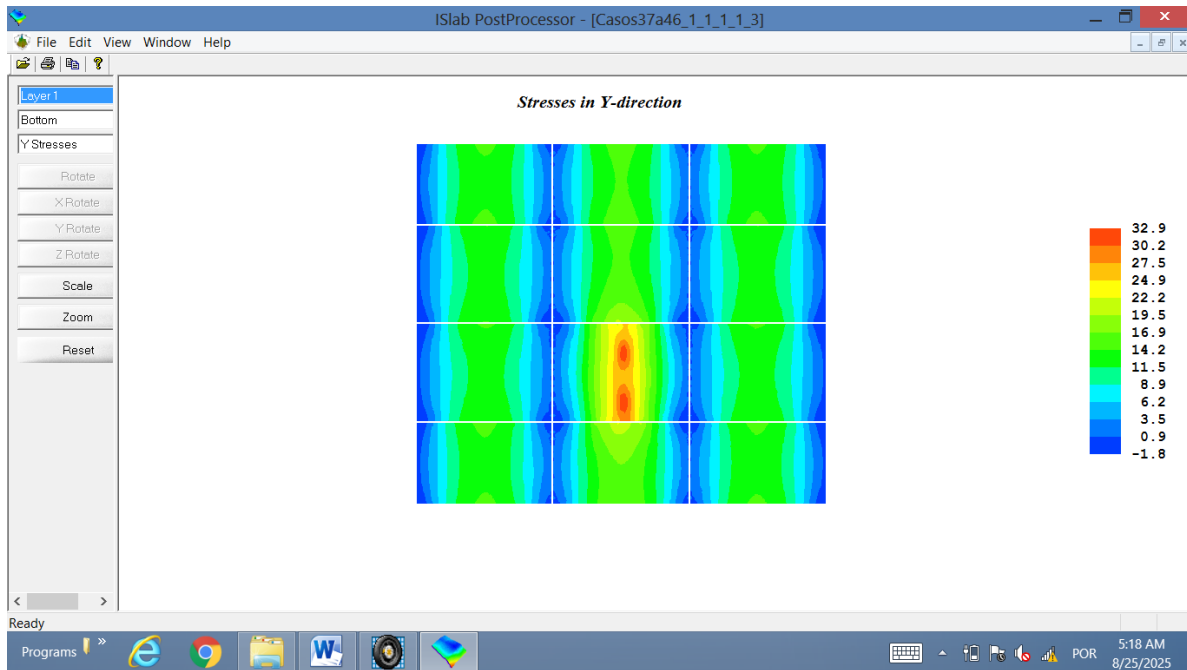 ISlab PostProcessor - [Casos37a46_1_1_1_1_3]
File Edit View Window Help
Layer 1
Bottom
Y Stresses
Rotate
X Rotate
Y Rotate
Z Rotate
Scale
Zoom
Reset
Stresses in Y-direction
32.9
30.2
27.5
24.9
22.2
19.5
16.9
14.2
11.5
8.9
6.2
3.5
0.9
-1.8
Ready
Programs
POR
5:18 AM
8/25/2025